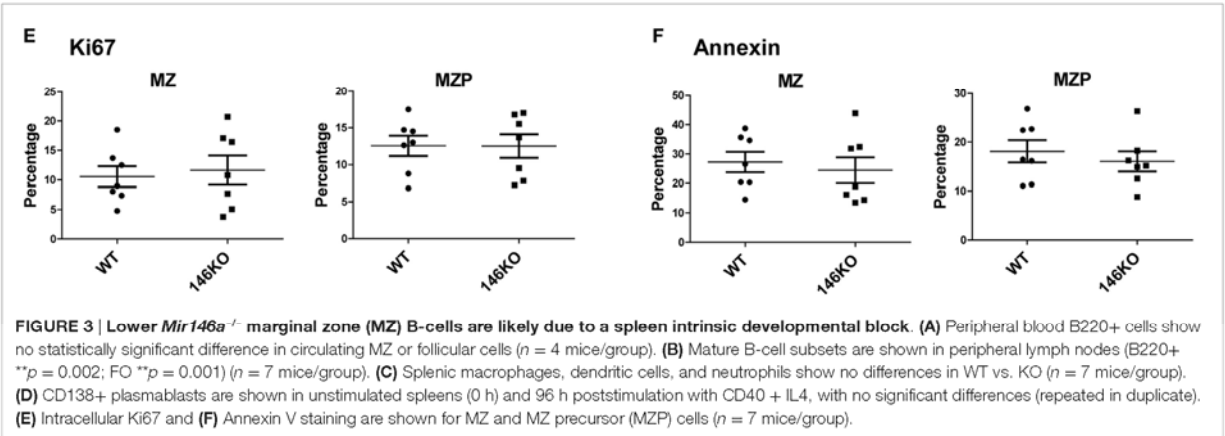 E
Ki67
MZ
Percentage
25
20
15
10
5
0
WT
146KO
MZP
Percentage
20
15
10
5
0
WT
146KO
F
Annexin
MZ
Percentage
50
40
30
20
10
0
WT
146KO
MZP
Percentage
30
20
10
0
WT
146KO
FIGURE 3 | Lower Mir146a−/− marginal zone (MZ) B-cells are likely due to a spleen intrinsic developmental block. (A) Peripheral blood B220+ cells show
no statistically significant difference in circulating MZ or follicular cells (n = 4 mice/group). (B) Mature B-cell subsets are shown in peripheral lymph nodes (B220+
**p = 0.002; FO **p = 0.001) (n = 7 mice/group). (C) Splenic macrophages, dendritic cells, and neutrophils show no differences in WT vs. KO (n = 7 mice/group).
(D) CD138+ plasmablasts are shown in unstimulated spleens (0 h) and 96 h poststimulation with CD40 + IL4, with no significant differences (repeated in duplicate).
(E) Intracellular Ki67 and (F) Annexin V staining are shown for MZ and MZ precursor (MZP) cells (n = 7 mice/group).